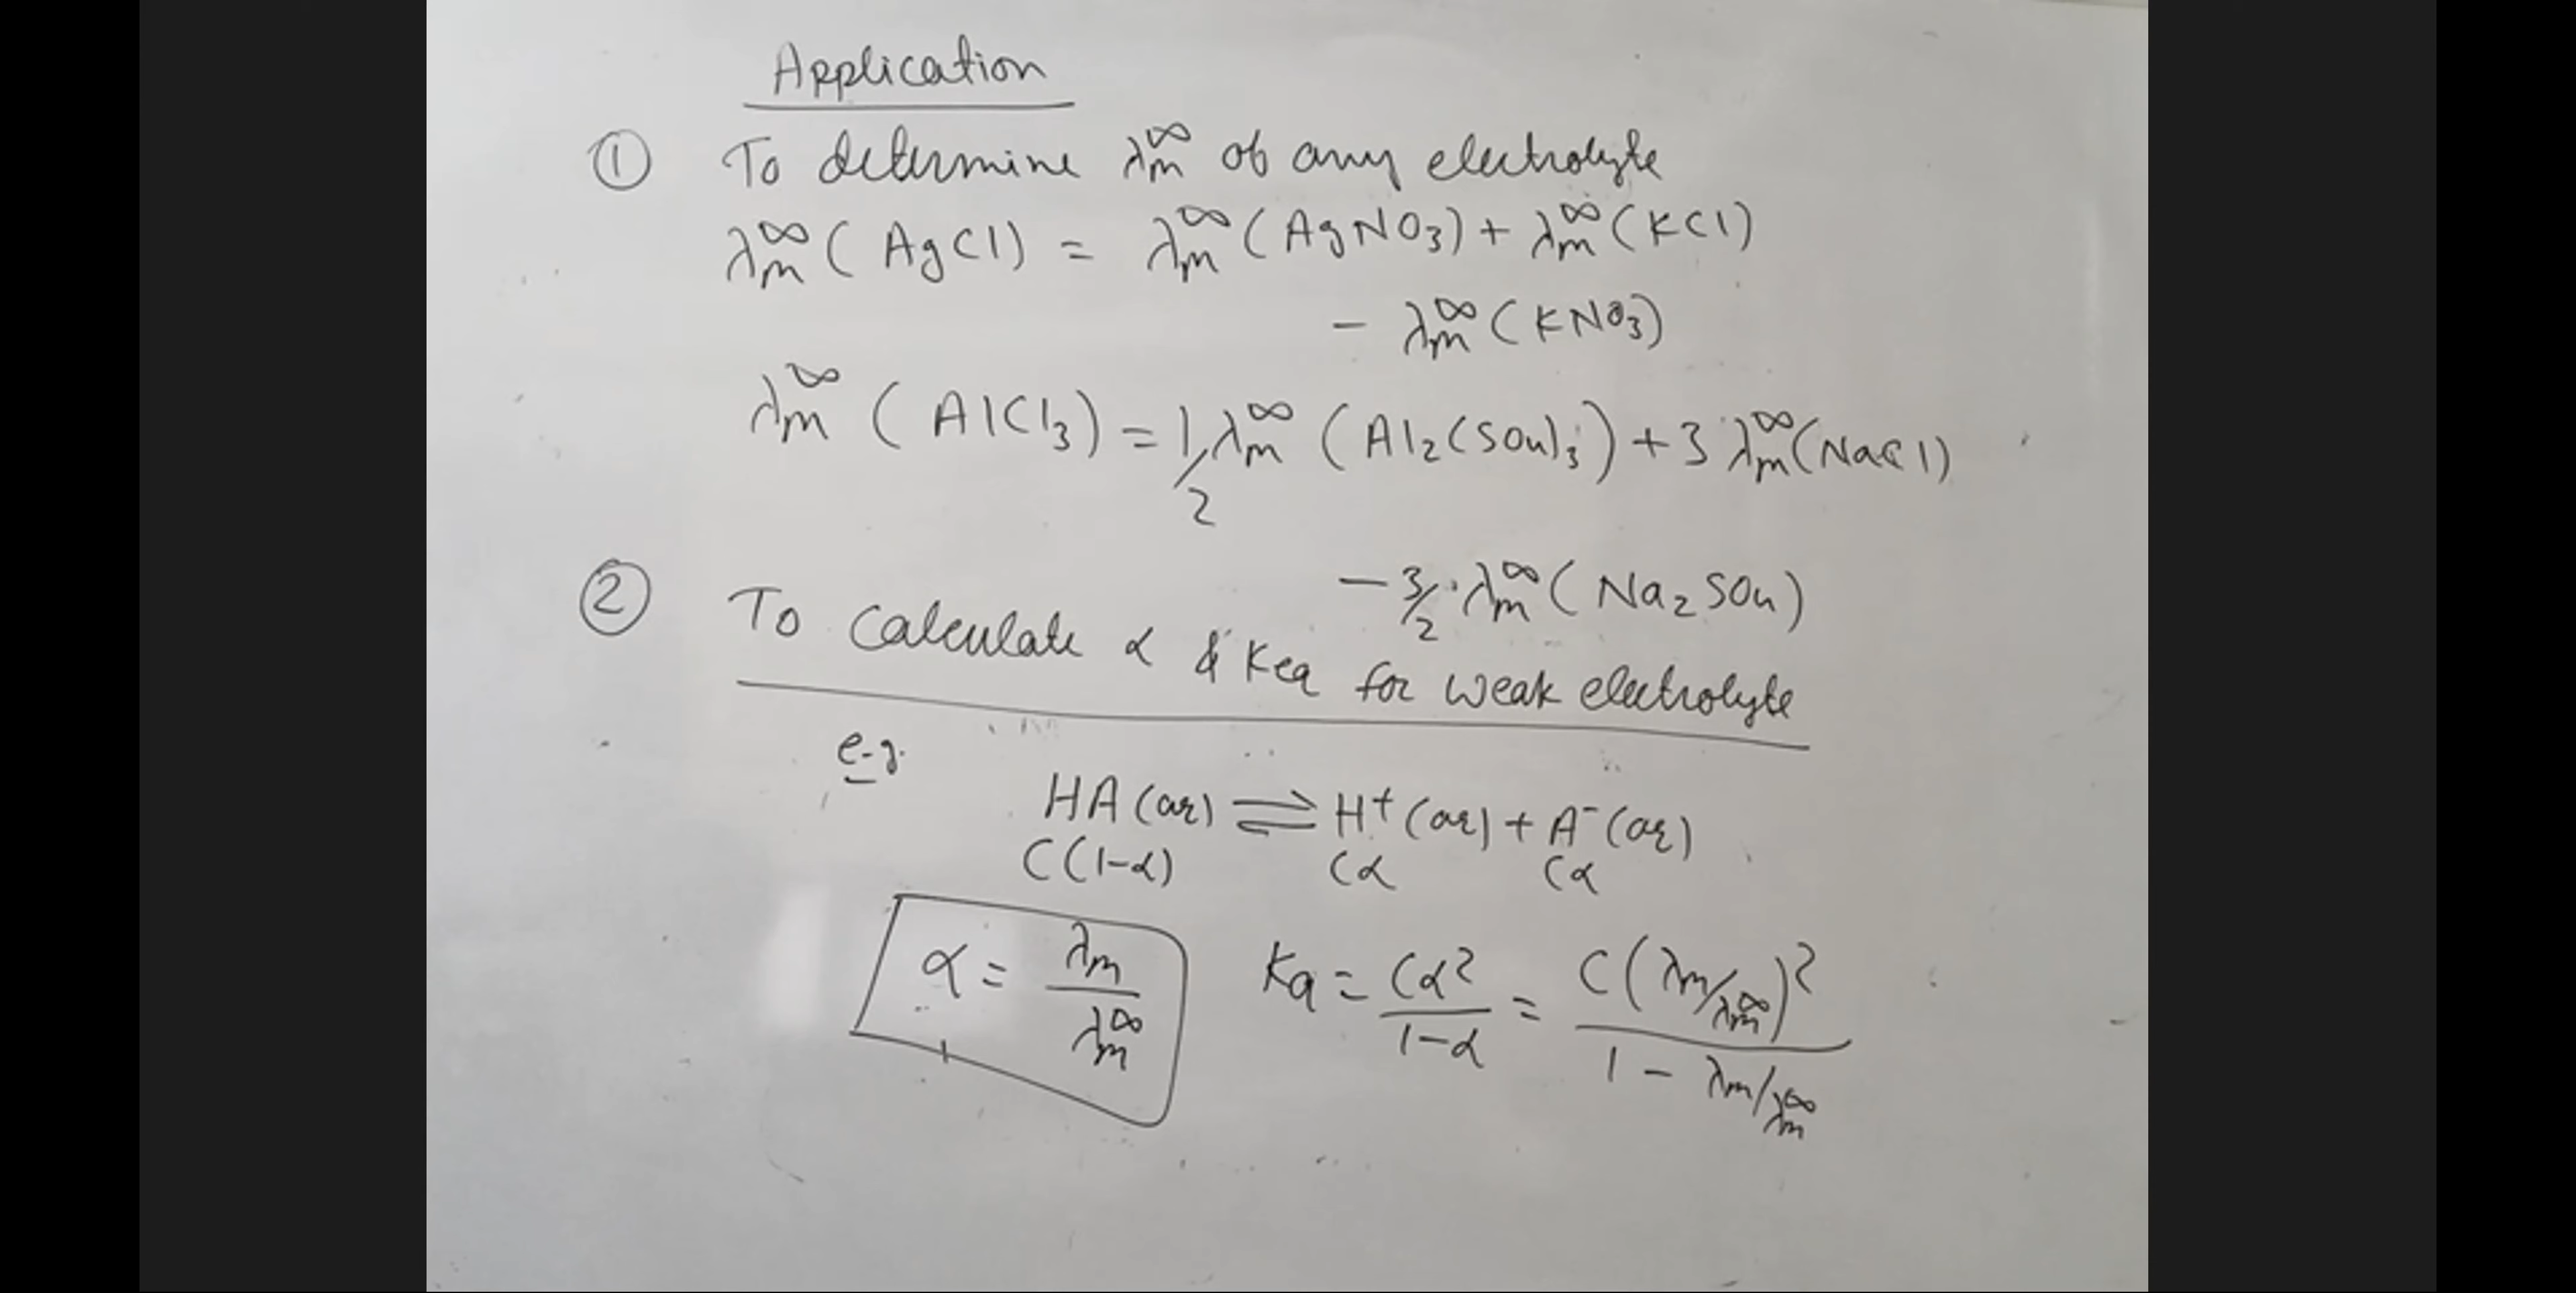 Application
① To determine λm∞ of any electrolyte
λm∞ (AgCl) = λm∞ (AgNO3) + λm∞ (KCl)
- λm∞ (KNO3)
λm∞ (AlCl3) = 1/2 λm∞ (Al2(SO4)3) + 3 λm∞ (NaCl)
- 3/2 · λm∞ (Na2SO4)
② To calculate α & Keq for weak electrolyte
e.g.
HA (aq) ⇌ H+ (aq) + A- (aq)
C(1-α) Cα Cα
α = λm / λm∞ Ka = Cα² / 1-α = C(λm/λm∞)² / 1 - λm/λm∞